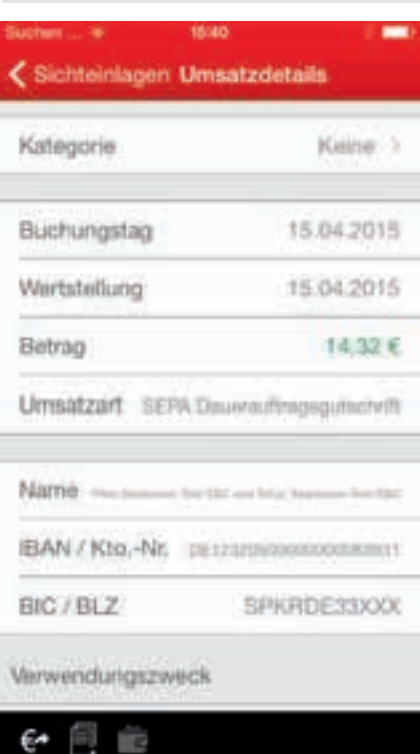 Suchen ... 16:40
Sichteinlagen Umsatzdetails
Kategorie Keine
Buchungstag 15.04.2015
Wertstellung 15.04.2015
Betrag 14,32 €
Umsatzart SEPA Dauerauftragsgutschrift
Name
IBAN / Kto.-Nr.
BIC / BLZ SPKRDE33XXX
Verwendungszweck